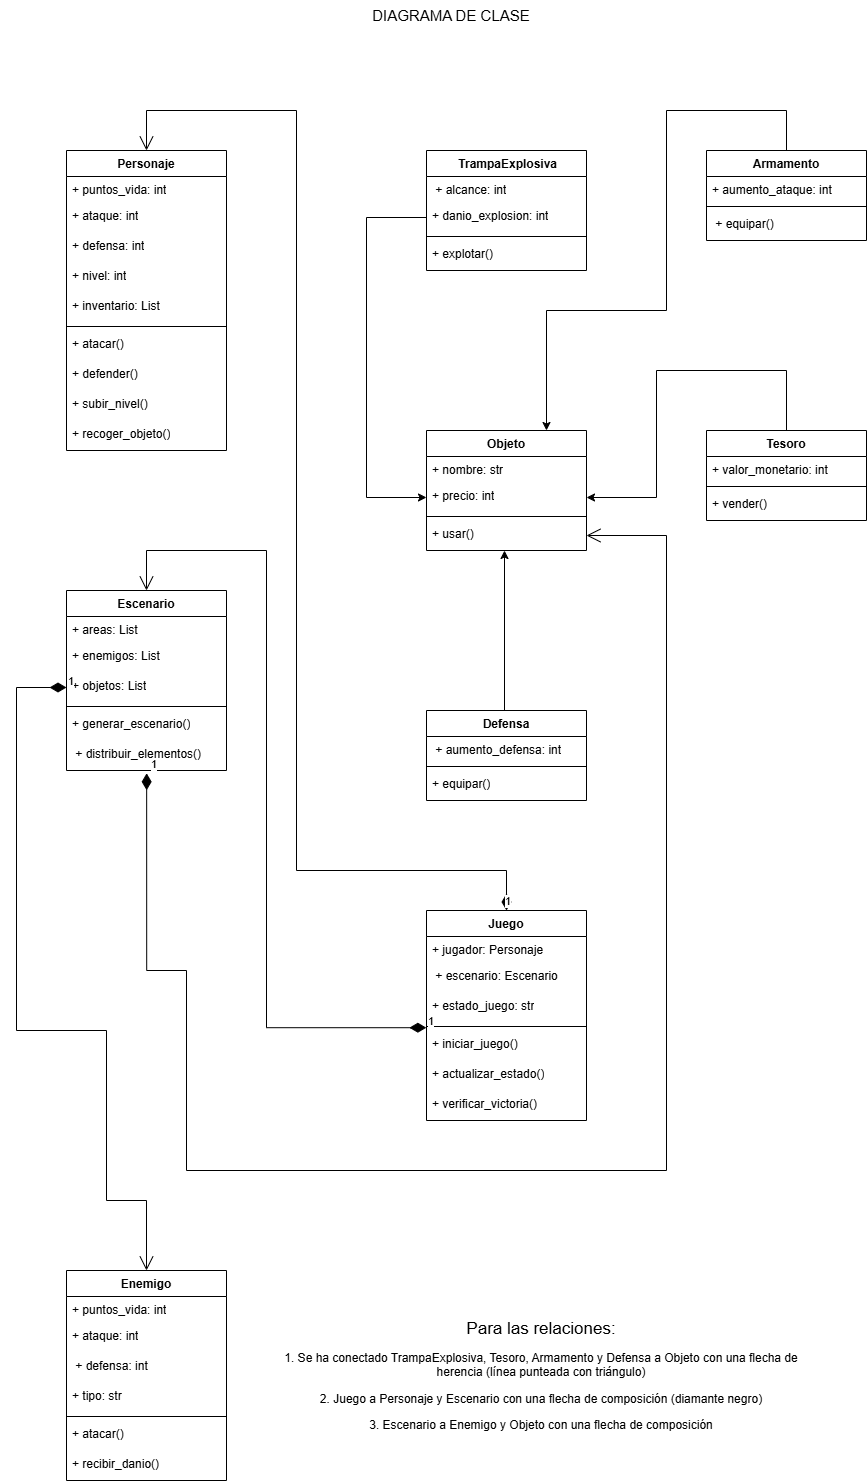 DIAGRAMA DE CLASE
Personaje
+ puntos_vida: int
+ ataque: int
+ defensa: int
+ nivel: int
+ inventario: List
+ atacar()
+ defender()
+ subir_nivel()
+ recoger_objeto()
TrampaExplosiva
+ alcance: int
+ danio_explosion: int
+ explotar()
Armamento
+ aumento_ataque: int
+ equipar()
Objeto
+ nombre: str
+ precio: int
+ usar()
Tesoro
+ valor_monetario: int
+ vender()
Escenario
+ areas: List
+ enemigos: List
1
+ objetos: List
+ generar_escenario()
+ distribuir_elementos()
1
Defensa
+ aumento_defensa: int
+ equipar()
1
Juego
+ jugador: Personaje
+ escenario: Escenario
+ estado_juego: str
1
+ iniciar_juego()
+ actualizar_estado()
+ verificar_victoria()
Enemigo
+ puntos_vida: int
+ ataque: int
+ defensa: int
+ tipo: str
+ atacar()
+ recibir_danio()
Para las relaciones:
1. Se ha conectado TrampaExplosiva, Tesoro, Armamento y Defensa a Objeto con una flecha de
herencia (línea punteada con triángulo)
2. Juego a Personaje y Escenario con una flecha de composición (diamante negro)
3. Escenario a Enemigo y Objeto con una flecha de composición